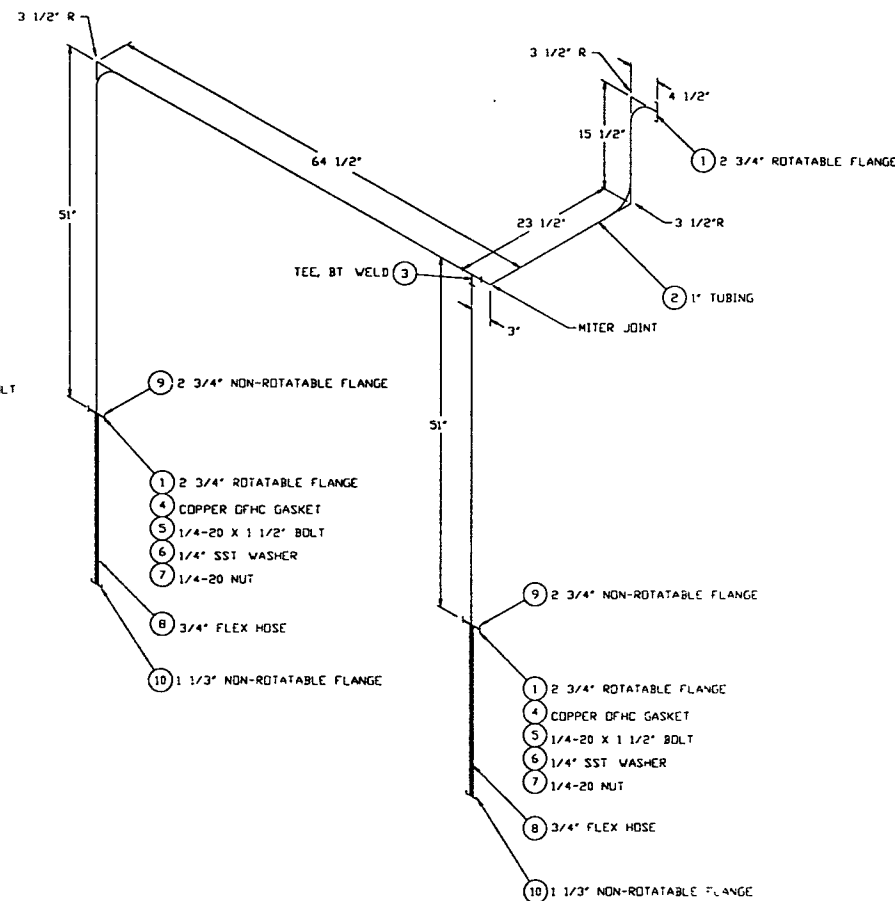 3 1/2" R
3 1/2" R
4 1/2"
15 1/2"
1 2 3/4" ROTATABLE FLANGE
64 1/2"
51"
23 1/2"
3 1/2"R
TEE, BT WELD 3
2 1" TUBING
3"
MITER JOINT
LT
9 2 3/4" NON-ROTATABLE FLANGE
51"
1 2 3/4" ROTATABLE FLANGE
4 COPPER OFHC GASKET
5 1/4-20 X 1 1/2" BOLT
6 1/4" SST WASHER
7 1/4-20 NUT
8 3/4" FLEX HOSE
10 1 1/3" NON-ROTATABLE FLANGE
9 2 3/4" NON-ROTATABLE FLANGE
1 2 3/4" ROTATABLE FLANGE
4 COPPER OFHC GASKET
5 1/4-20 X 1 1/2" BOLT
6 1/4" SST WASHER
7 1/4-20 NUT
8 3/4" FLEX HOSE
10 1 1/3" NON-ROTATABLE FLANGE